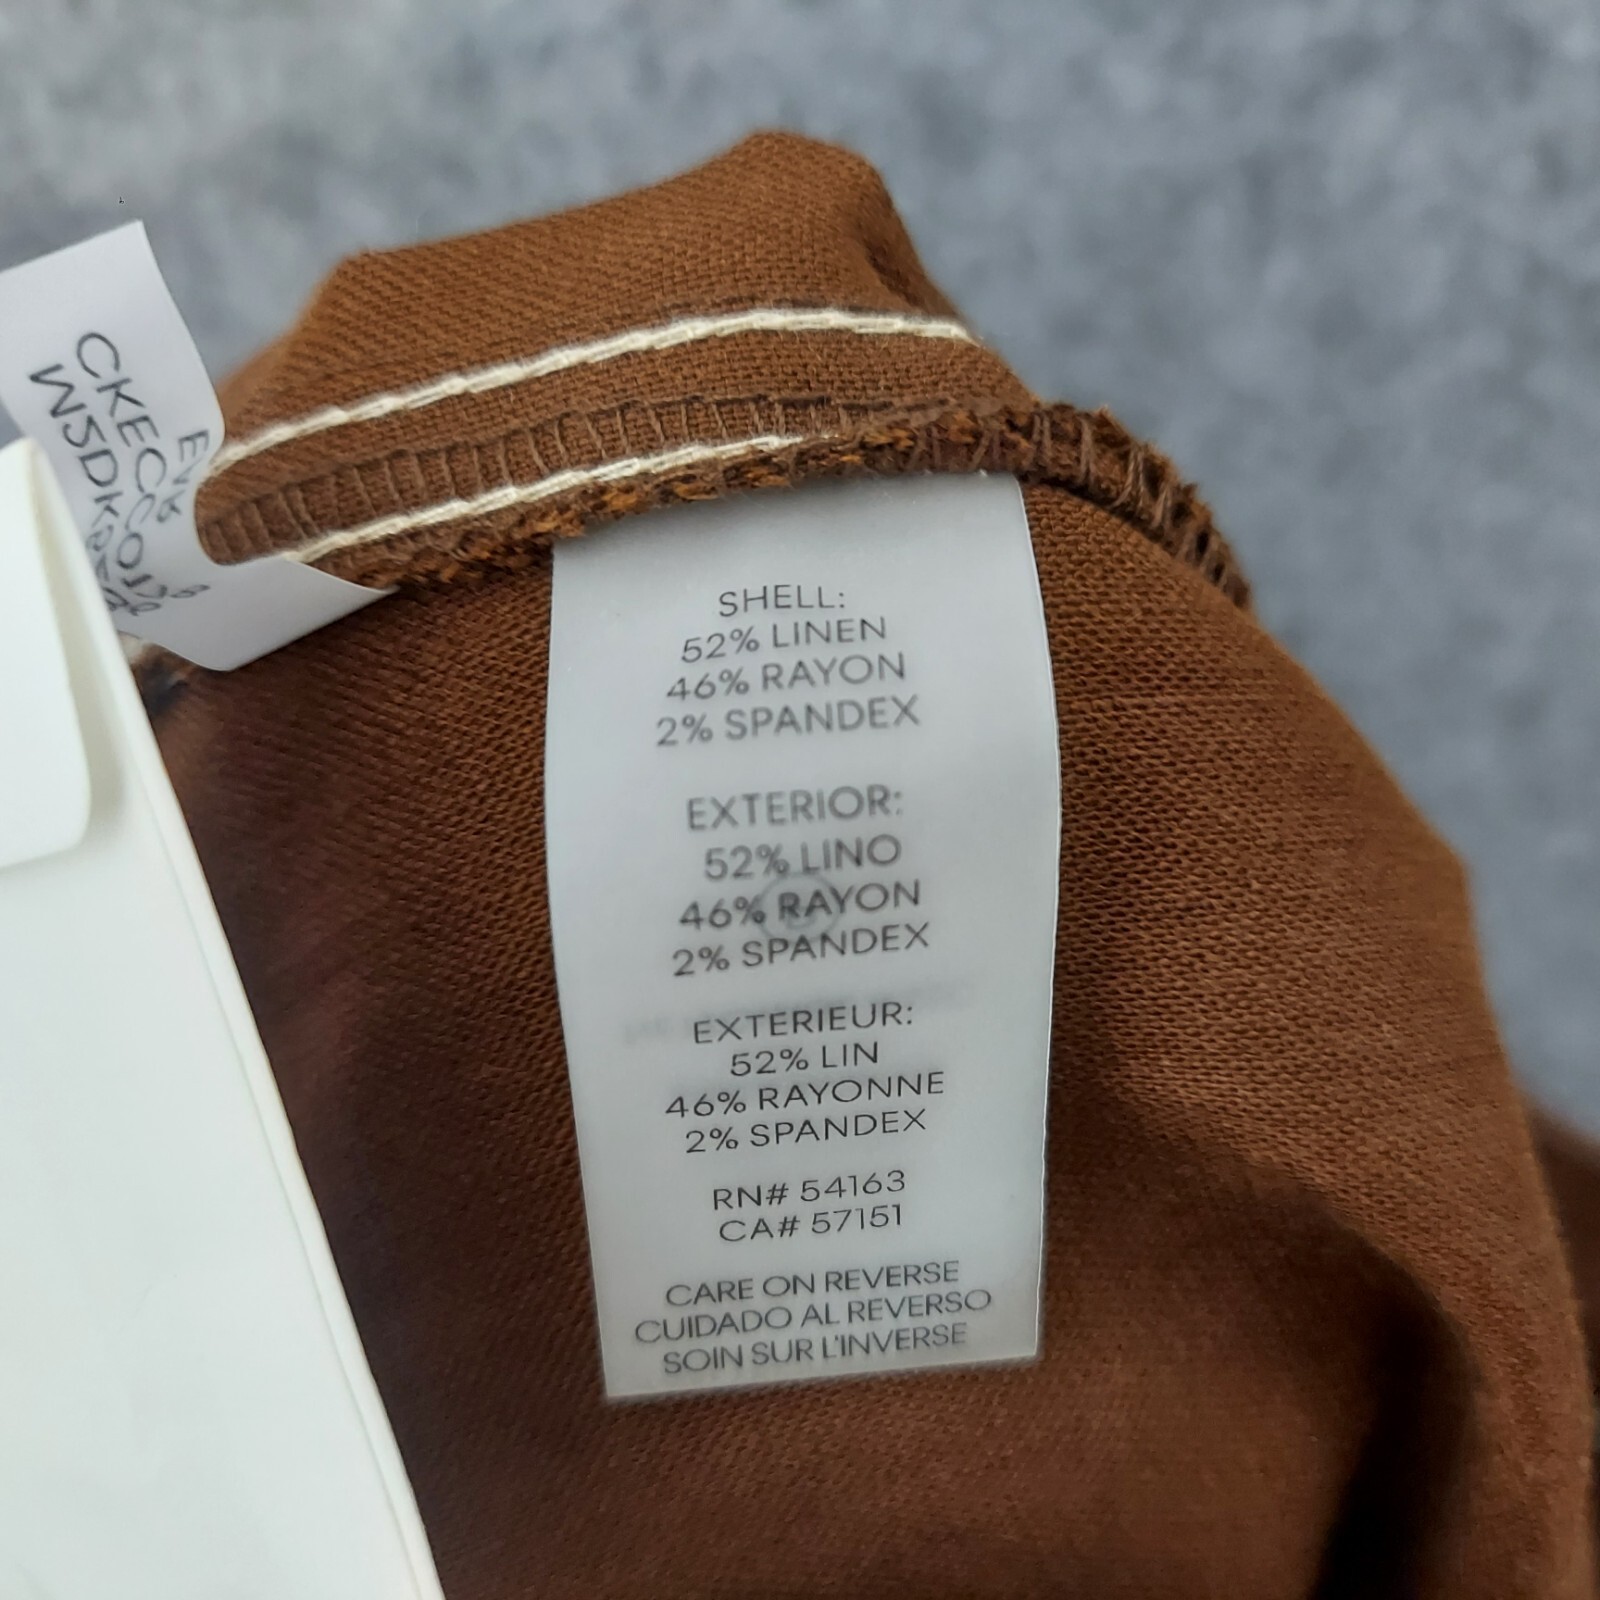 SHELL:
52% LINEN
46% RAYON
2% SPANDEX
EXTERIOR:
52% LINO
46% RAYON
2% SPANDEX
EXTERIEUR:
52% LIN
46% RAYONNE
2% SPANDEX
RN# 54163
CA# 57151
CARE ON REVERSE
CUIDADO AL REVERSO
SOIN SUR L'INVERSE